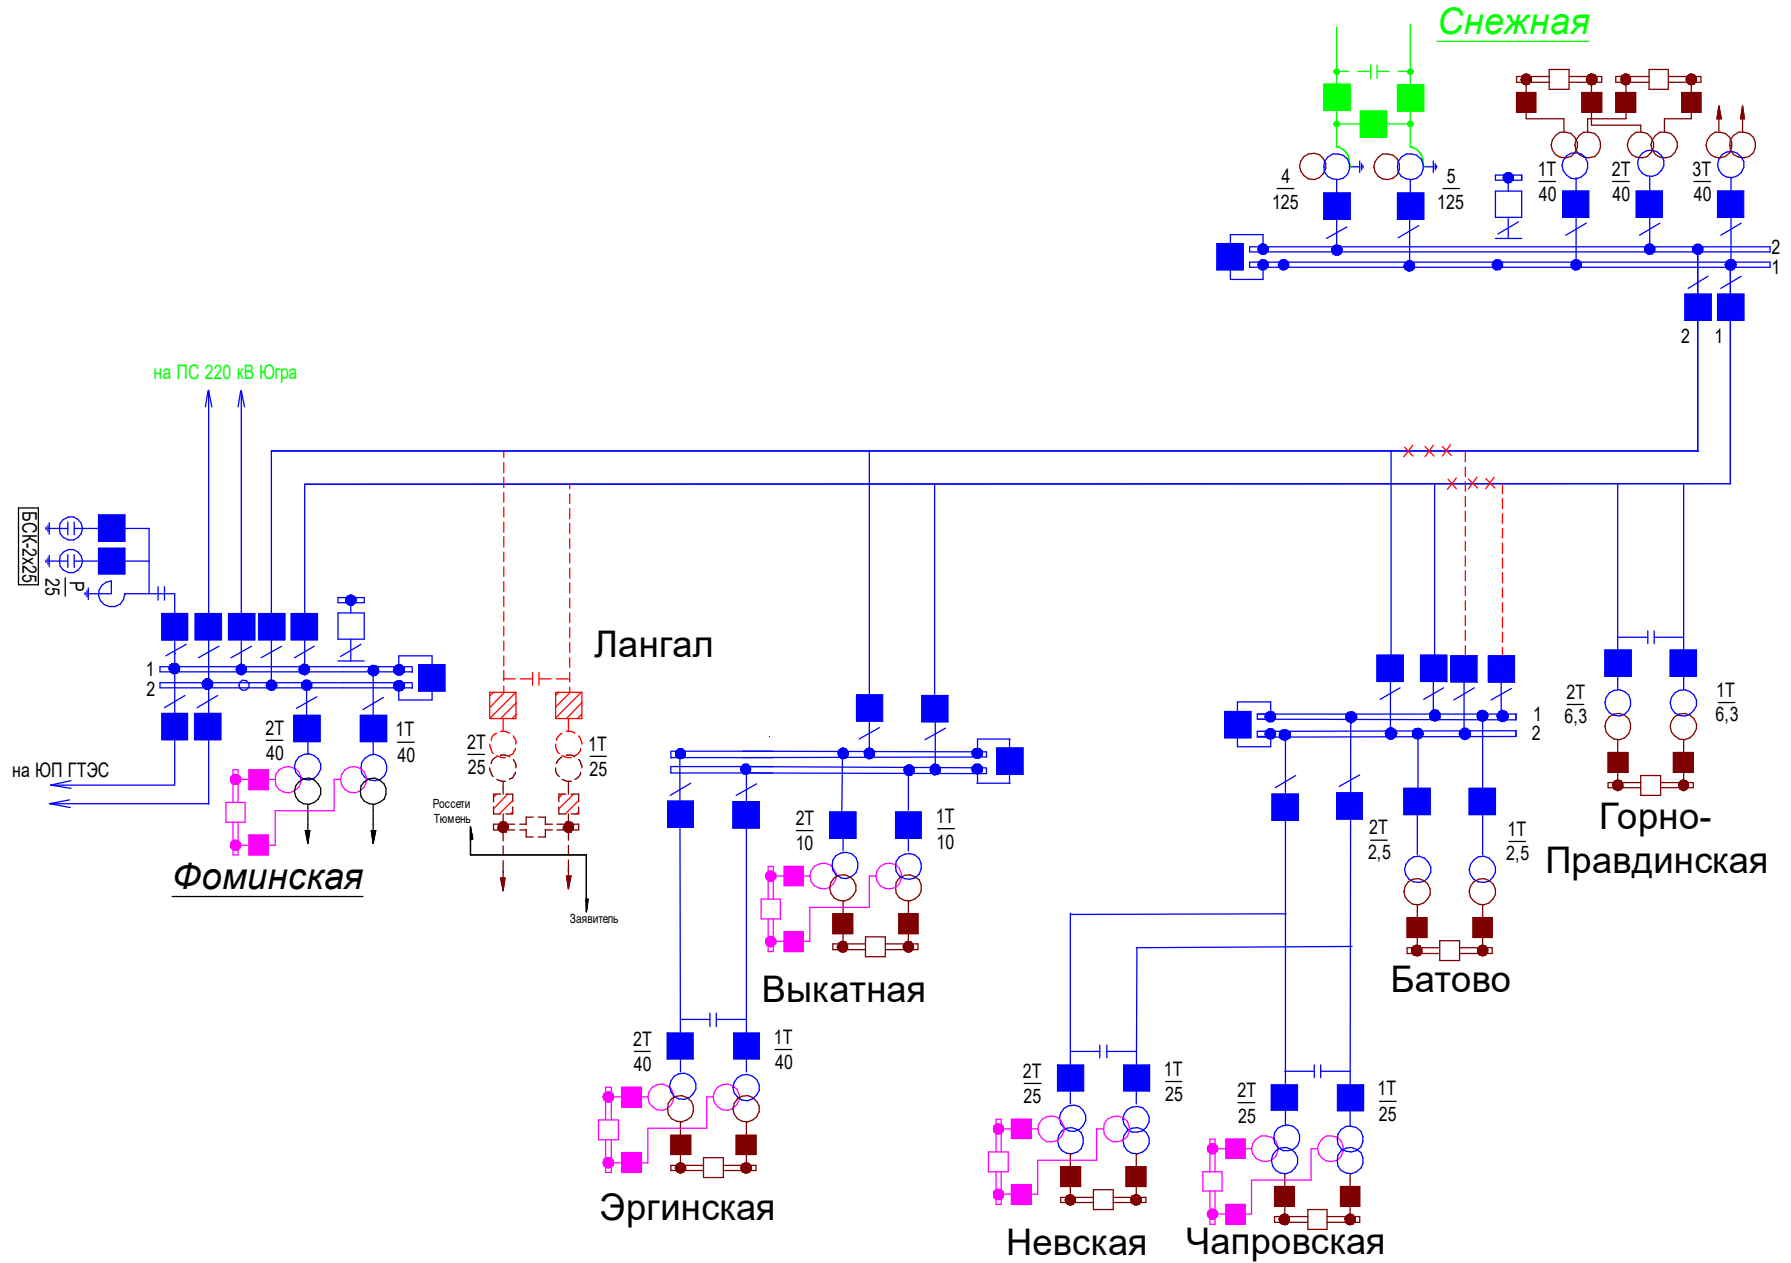 Снежная
4
125
5
125
1Т
40
2Т
40
3Т
40
2
1
2
1
на ПС 220 кВ Югра
БСК-2x25
Р
25
1
2
2Т
40
1Т
40
на ЮП ГТЭС
Фоминская
Лангал
2Т
25
1Т
25
Россети
Тюмень
Заявитель
2Т
10
1Т
10
Выкатная
2Т
40
1Т
40
Эргинская
2Т
25
1Т
25
Невская
2Т
25
1Т
25
Чапровская
1
2
2Т
2,5
1Т
2,5
Батово
2Т
6,3
1Т
6,3
Горно-
Правдинская